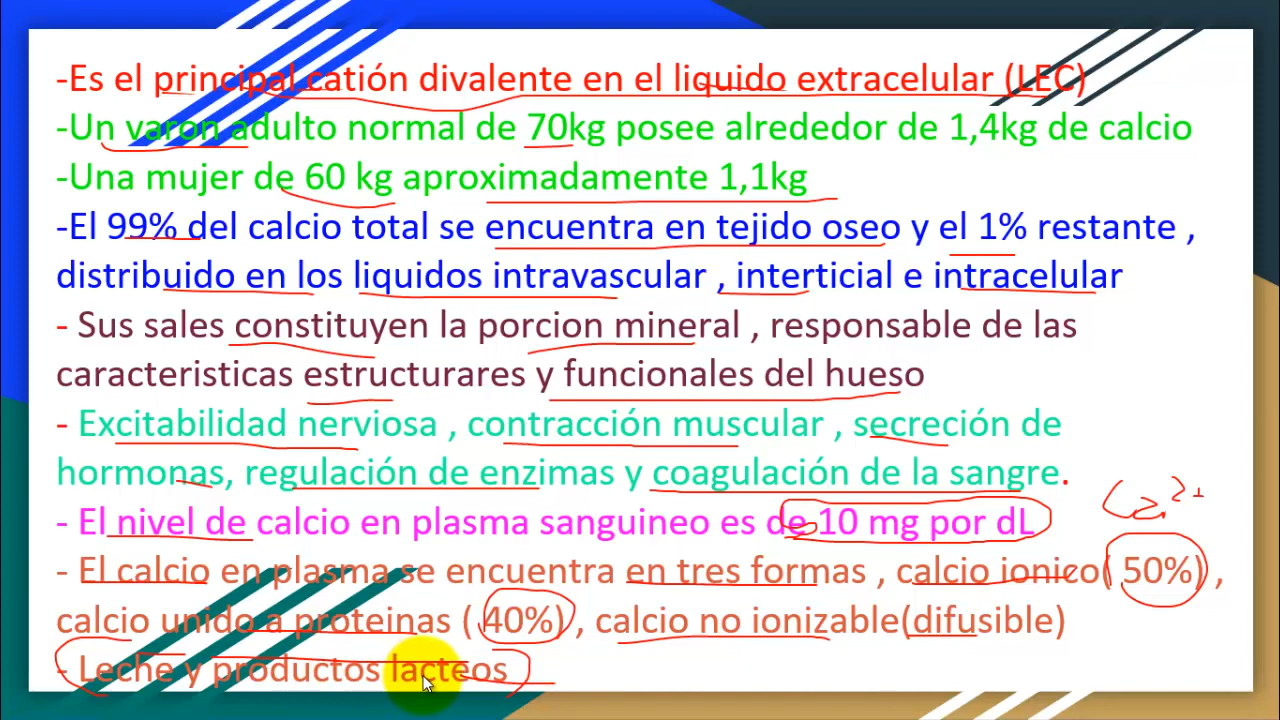 -Es el principal catión divalente en el liquido extracelular (LEC)
-Un varon adulto normal de 70kg posee alrededor de 1,4kg de calcio
-Una mujer de 60 kg aproximadamente 1,1kg
-El 99% del calcio total se encuentra en tejido oseo y el 1% restante ,
distribuido en los liquidos intravascular , interticial e intracelular
- Sus sales constituyen la porcion mineral , responsable de las
caracteristicas estructurares y funcionales del hueso
- Excitabilidad nerviosa , contracción muscular , secreción de
hormonas, regulación de enzimas y coagulación de la sangre.
- El nivel de calcio en plasma sanguineo es de 10 mg por dL
Ca 2+
- El calcio en plasma se encuentra en tres formas , calcio ionico( 50%) ,
calcio unido a proteinas ( 40%) , calcio no ionizable(difusible)
- Leche y productos lacteos